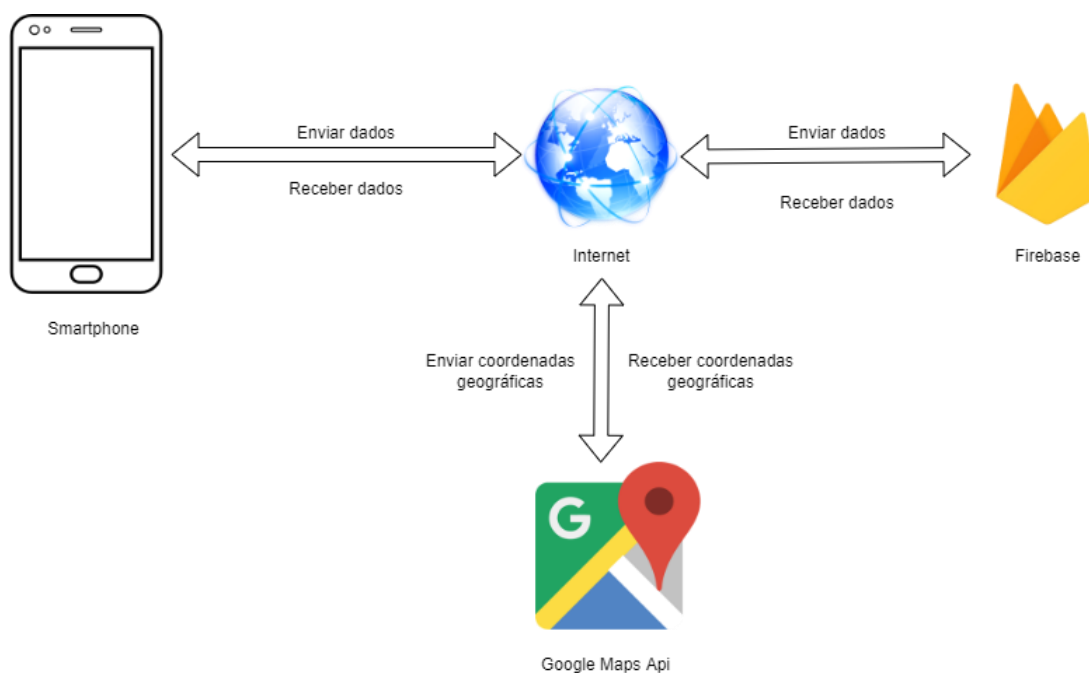 Enviar dados
Receber dados
Enviar dados
Receber dados
Internet
Firebase
Smartphone
Enviar coordenadas
geográficas
Receber coordenadas
geográficas
G
Google Maps Api